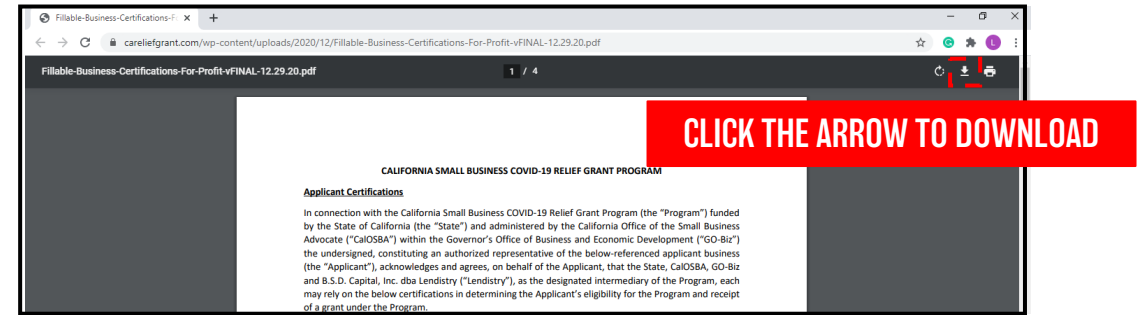 Fillable-Business-Certifications-F
careliefgrant.com/wp-content/uploads/2020/12/Fillable-Business-Certifications-For-Profit-vFINAL-12.29.20.pdf
L
Fillable-Business-Certifications-For-Profit-vFINAL-12.29.20.pdf 1 / 4
CLICK THE ARROW TO DOWNLOAD
CALIFORNIA SMALL BUSINESS COVID-19 RELIEF GRANT PROGRAM
Applicant Certifications
In connection with the California Small Business COVID-19 Relief Grant Program (the “Program”) funded
by the State of California (the “State”) and administered by the California Office of the Small Business
Advocate (“CalOSBA”) within the Governor’s Office of Business and Economic Development (“GO-Biz”)
the undersigned, constituting an authorized representative of the below-referenced applicant business
(the “Applicant”), acknowledges and agrees, on behalf of the Applicant, that the State, CalOSBA, GO-Biz
and B.S.D. Capital, Inc. dba Lendistry (“Lendistry”), as the designated intermediary of the Program, each
may rely on the below certifications in determining the Applicant’s eligibility for the Program and receipt
of a grant under the Program.